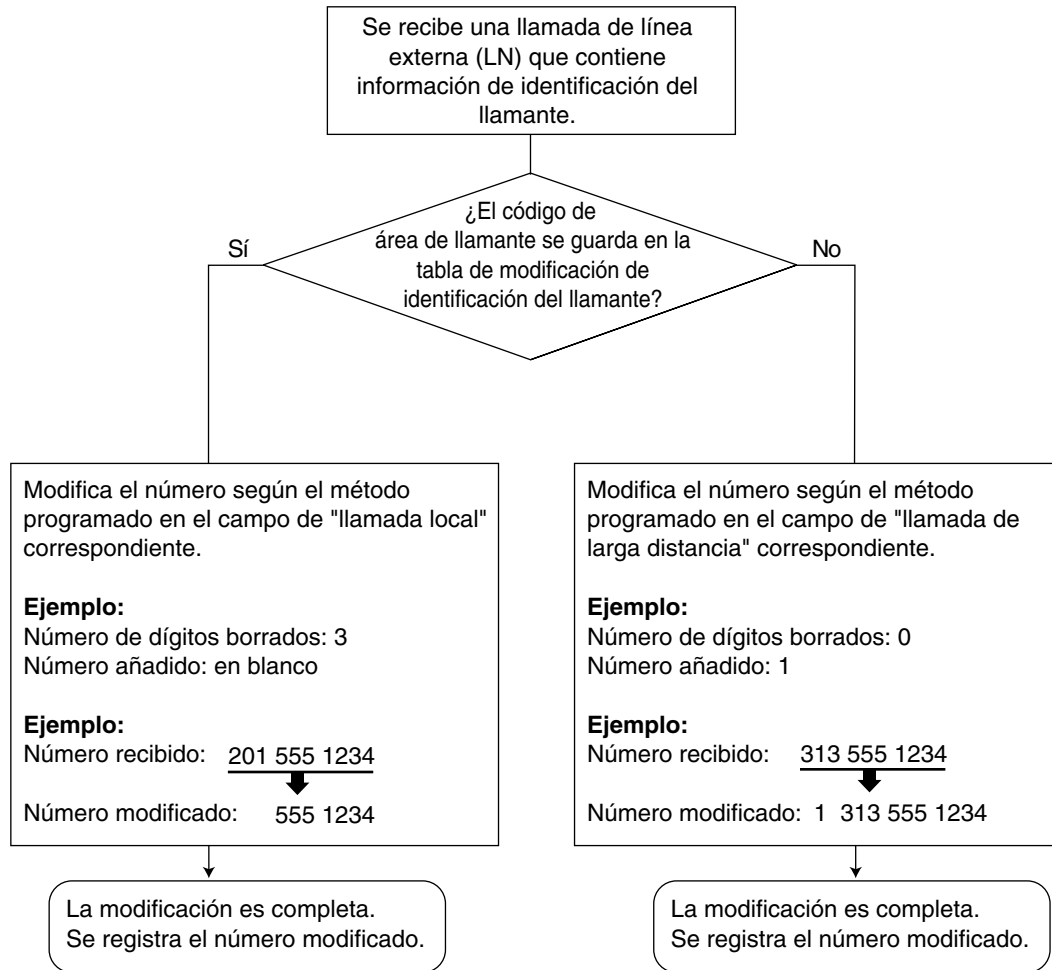 Se recibe una llamada de línea
externa (LN) que contiene
información de identificación del
llamante.
¿El código de
área de llamante se guarda en la
tabla de modificación de
identificación del llamante?
Sí
No
Modifica el número según el método
programado en el campo de "llamada local"
correspondiente.
Ejemplo:
Número de dígitos borrados: 3
Número añadido: en blanco
Ejemplo:
Número recibido: 201 555 1234
Número modificado: 555 1234
La modificación es completa.
Se registra el número modificado.
Modifica el número según el método
programado en el campo de "llamada de
larga distancia" correspondiente.
Ejemplo:
Número de dígitos borrados: 0
Número añadido: 1
Ejemplo:
Número recibido: 313 555 1234
Número modificado: 1 313 555 1234
La modificación es completa.
Se registra el número modificado.